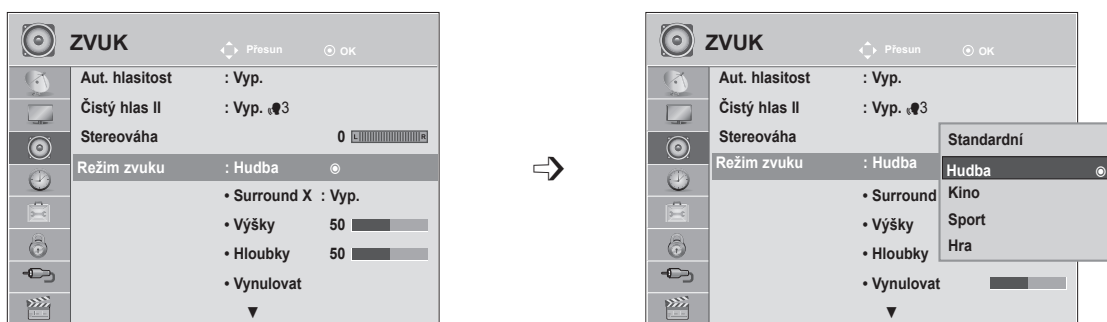 ZVUK
Přesun OK
Aut. hlasitost : Vyp.
Čistý hlas II : Vyp. 3
Stereováha 0 L R
Režim zvuku : Hudba
• Surround X : Vyp.
• Výšky 50
• Hloubky 50
• Vynulovat
▼
ZVUK
Přesun OK
Aut. hlasitost : Vyp.
Čistý hlas II : Vyp. 3
Stereováha
Režim zvuku : Hudba
• Surround
• Výšky
• Hloubky
• Vynulovat
▼
Standardní
Hudba
Kino
Sport
Hra